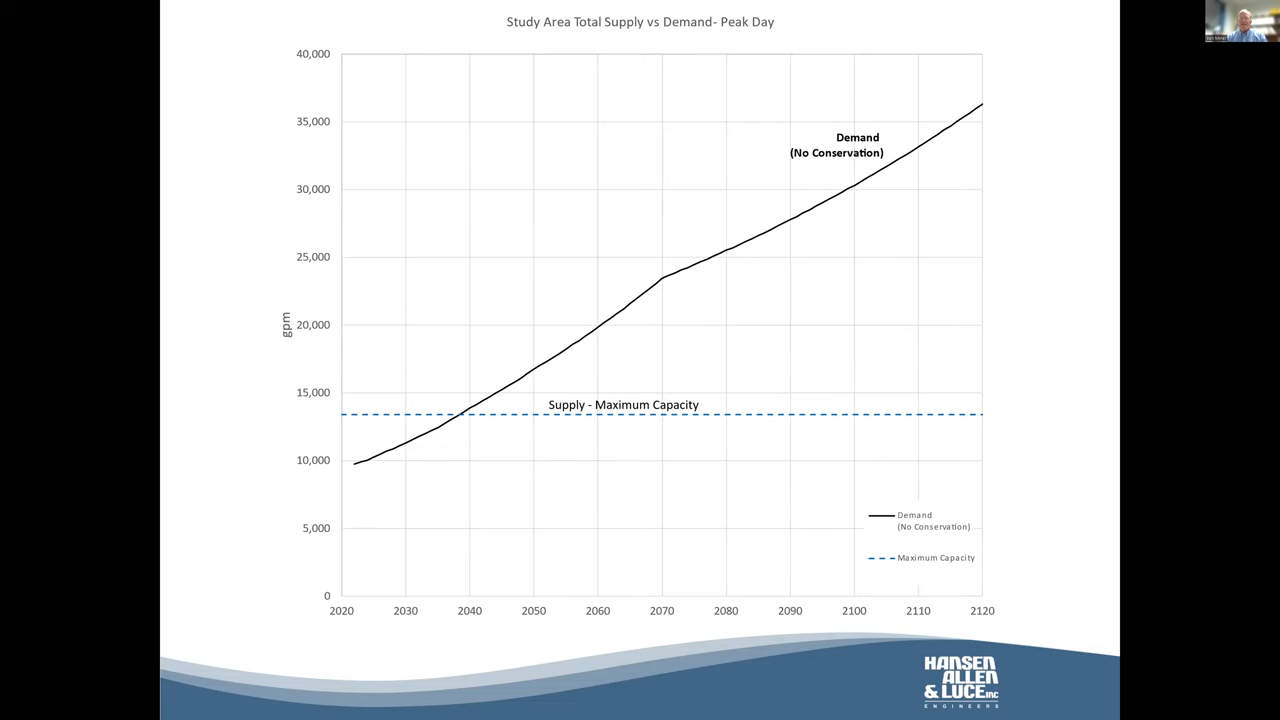 Study Area Total Supply vs Demand- Peak Day
40,000
35,000
30,000
25,000
20,000
15,000
10,000
5,000
0
gpm
Demand
(No Conservation)
Supply - Maximum Capacity
Demand
(No Conservation)
Maximum Capacity
2020 2030 2040 2050 2060 2070 2080 2090 2100 2110 2120
HANSEN
ALLEN
& LUCE INC
ENGINEERS